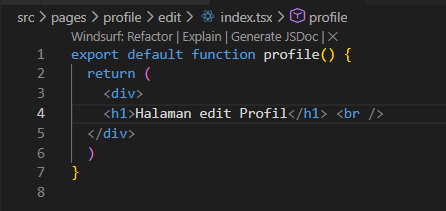 src > pages > profile > edit > index.tsx > profile
Windsurf: Refactor | Explain | Generate JSDoc | ×
1 export default function profile() {
2   return (
3     <div>
4     <h1>Halaman edit Profil</h1> <br />
5   </div>
6   )
7 }
8